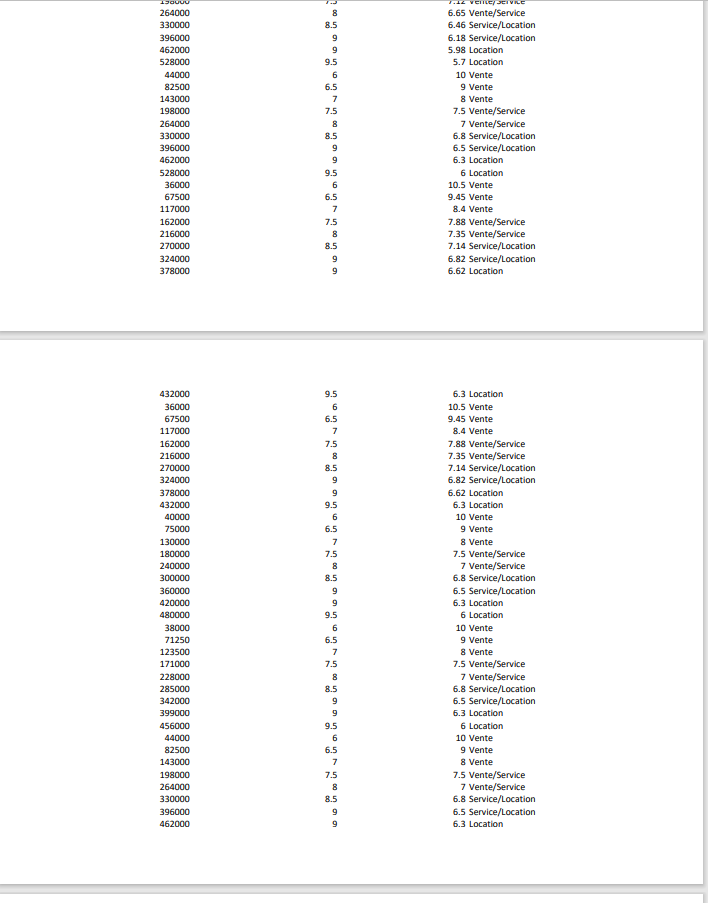 198000 7.5 7.12 Vente/Service
264000 8 6.65 Vente/Service
330000 8.5 6.46 Service/Location
396000 9 6.18 Service/Location
462000 9 5.98 Location
528000 9.5 5.7 Location
44000 6 10 Vente
82500 6.5 9 Vente
143000 7 8 Vente
198000 7.5 7.5 Vente/Service
264000 8 7 Vente/Service
330000 8.5 6.8 Service/Location
396000 9 6.5 Service/Location
462000 9 6.3 Location
528000 9.5 6 Location
36000 6 10.5 Vente
67500 6.5 9.45 Vente
117000 7 8.4 Vente
162000 7.5 7.88 Vente/Service
216000 8 7.35 Vente/Service
270000 8.5 7.14 Service/Location
324000 9 6.82 Service/Location
378000 9 6.62 Location
432000 9.5 6.3 Location
36000 6 10.5 Vente
67500 6.5 9.45 Vente
117000 7 8.4 Vente
162000 7.5 7.88 Vente/Service
216000 8 7.35 Vente/Service
270000 8.5 7.14 Service/Location
324000 9 6.82 Service/Location
378000 9 6.62 Location
432000 9.5 6.3 Location
40000 6 10 Vente
75000 6.5 9 Vente
130000 7 8 Vente
180000 7.5 7.5 Vente/Service
240000 8 7 Vente/Service
300000 8.5 6.8 Service/Location
360000 9 6.5 Service/Location
420000 9 6.3 Location
480000 9.5 6 Location
38000 6 10 Vente
71250 6.5 9 Vente
123500 7 8 Vente
171000 7.5 7.5 Vente/Service
228000 8 7 Vente/Service
285000 8.5 6.8 Service/Location
342000 9 6.5 Service/Location
399000 9 6.3 Location
456000 9.5 6 Location
44000 6 10 Vente
82500 6.5 9 Vente
143000 7 8 Vente
198000 7.5 7.5 Vente/Service
264000 8 7 Vente/Service
330000 8.5 6.8 Service/Location
396000 9 6.5 Service/Location
462000 9 6.3 Location